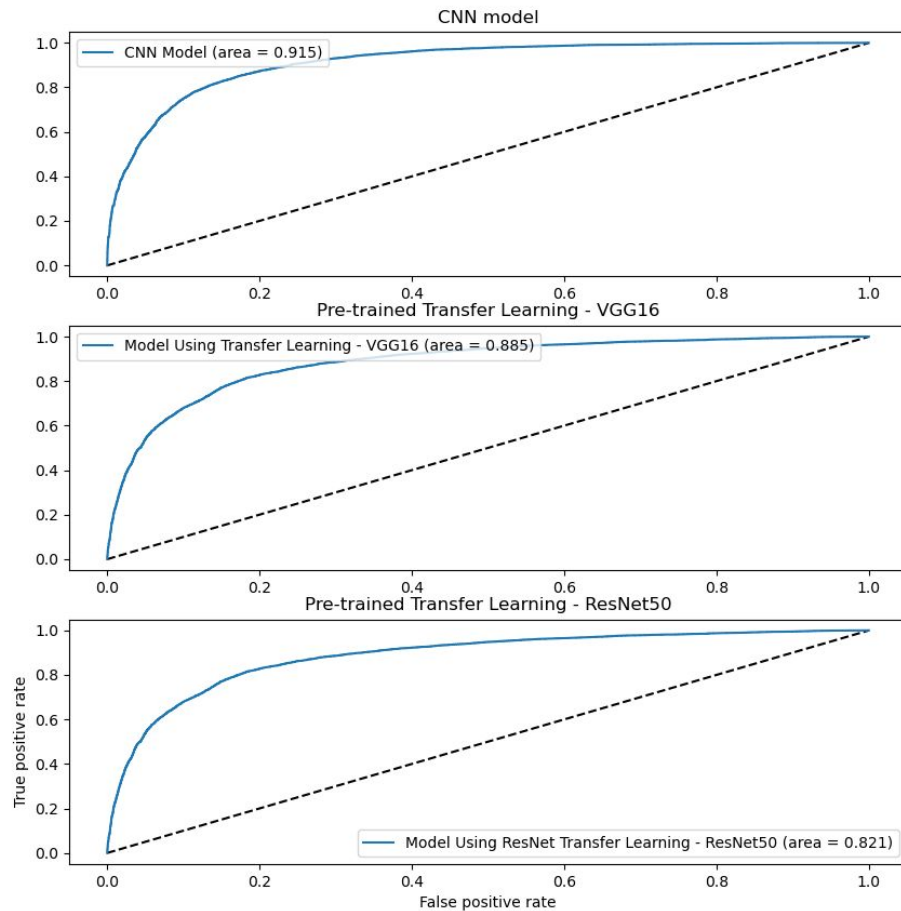 CNN model
1.0
CNN Model (area = 0.915)
0.8
0.6
0.4
0.2
0.0
0.0 0.2 0.4 0.6 0.8 1.0
Pre-trained Transfer Learning - VGG16
1.0
Model Using Transfer Learning - VGG16 (area = 0.885)
0.8
0.6
0.4
0.2
0.0
0.0 0.2 0.4 0.6 0.8 1.0
Pre-trained Transfer Learning - ResNet50
1.0
0.8
0.6
0.4
0.2
0.0
True positive rate
Model Using ResNet Transfer Learning - ResNet50 (area = 0.821)
0.0 0.2 0.4 0.6 0.8 1.0
False positive rate